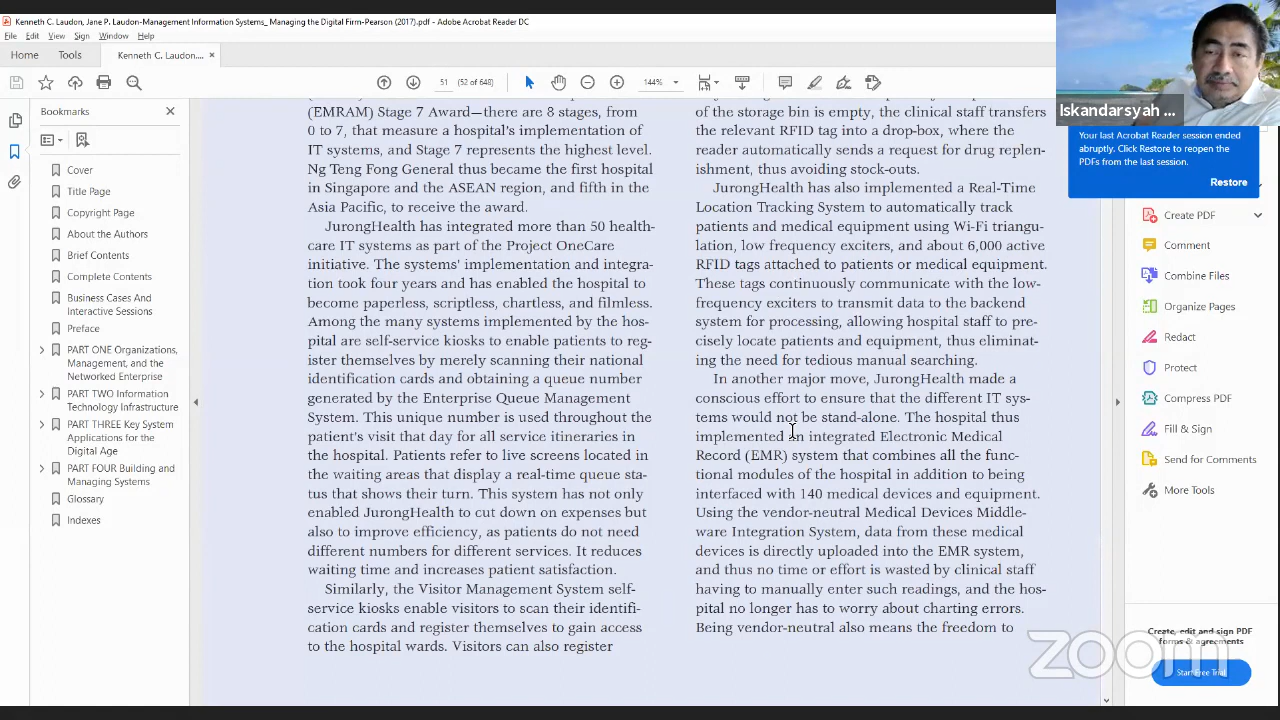 Kenneth C. Laudon, Jane P. Laudon-Management Information Systems_ Managing the Digital Firm-Pearson (2017).pdf - Adobe Acrobat Reader DC
File Edit View Sign Window Help
Home Tools Kenneth C. Laudon,... ×
51 (52 of 648) 144%
Bookmarks
Cover
Title Page
Copyright Page
About the Authors
Brief Contents
Complete Contents
Business Cases And
Interactive Sessions
Preface
PART ONE Organizations,
Management, and the
Networked Enterprise
PART TWO Information
Technology Infrastructure
PART THREE Key System
Applications for the
Digital Age
PART FOUR Building and
Managing Systems
Glossary
Indexes
(EMRAM) Stage 7 Award—there are 8 stages, from
0 to 7, that measure a hospital's implementation of
IT systems, and Stage 7 represents the highest level.
Ng Teng Fong General thus became the first hospital
in Singapore and the ASEAN region, and fifth in the
Asia Pacific, to receive the award.
JurongHealth has integrated more than 50 health-
care IT systems as part of the Project OneCare
initiative. The systems' implementation and integra-
tion took four years and has enabled the hospital to
become paperless, scriptless, chartless, and filmless.
Among the many systems implemented by the hos-
pital are self-service kiosks to enable patients to reg-
ister themselves by merely scanning their national
identification cards and obtaining a queue number
generated by the Enterprise Queue Management
System. This unique number is used throughout the
patient's visit that day for all service itineraries in
the hospital. Patients refer to live screens located in
the waiting areas that display a real-time queue sta-
tus that shows their turn. This system has not only
enabled JurongHealth to cut down on expenses but
also to improve efficiency, as patients do not need
different numbers for different services. It reduces
waiting time and increases patient satisfaction.
Similarly, the Visitor Management System self-
service kiosks enable visitors to scan their identifi-
cation cards and register themselves to gain access
to the hospital wards. Visitors can also register
of the storage bin is empty, the clinical staff transfers
the relevant RFID tag into a drop-box, where the
reader automatically sends a request for drug replen-
ishment, thus avoiding stock-outs.
JurongHealth has also implemented a Real-Time
Location Tracking System to automatically track
patients and medical equipment using Wi-Fi triangu-
lation, low frequency exciters, and about 6,000 active
RFID tags attached to patients or medical equipment.
These tags continuously communicate with the low-
frequency exciters to transmit data to the backend
system for processing, allowing hospital staff to pre-
cisely locate patients and equipment, thus eliminat-
ing the need for tedious manual searching.
In another major move, JurongHealth made a
conscious effort to ensure that the different IT sys-
tems would not be stand-alone. The hospital thus
implemented an integrated Electronic Medical
Record (EMR) system that combines all the func-
tional modules of the hospital in addition to being
interfaced with 140 medical devices and equipment.
Using the vendor-neutral Medical Devices Middle-
ware Integration System, data from these medical
devices is directly uploaded into the EMR system,
and thus no time or effort is wasted by clinical staff
having to manually enter such readings, and the hos-
pital no longer has to worry about charting errors.
Being vendor-neutral also means the freedom to
Iskandarsyah ...
Your last Acrobat Reader session ended
abruptly. Click Restore to reopen the
PDFs from the last session.
Restore
Create PDF
Comment
Combine Files
Organize Pages
Redact
Protect
Compress PDF
Fill & Sign
Send for Comments
More Tools
Create, edit and sign PDF
forms & agreements
Start Free Trial
zoom